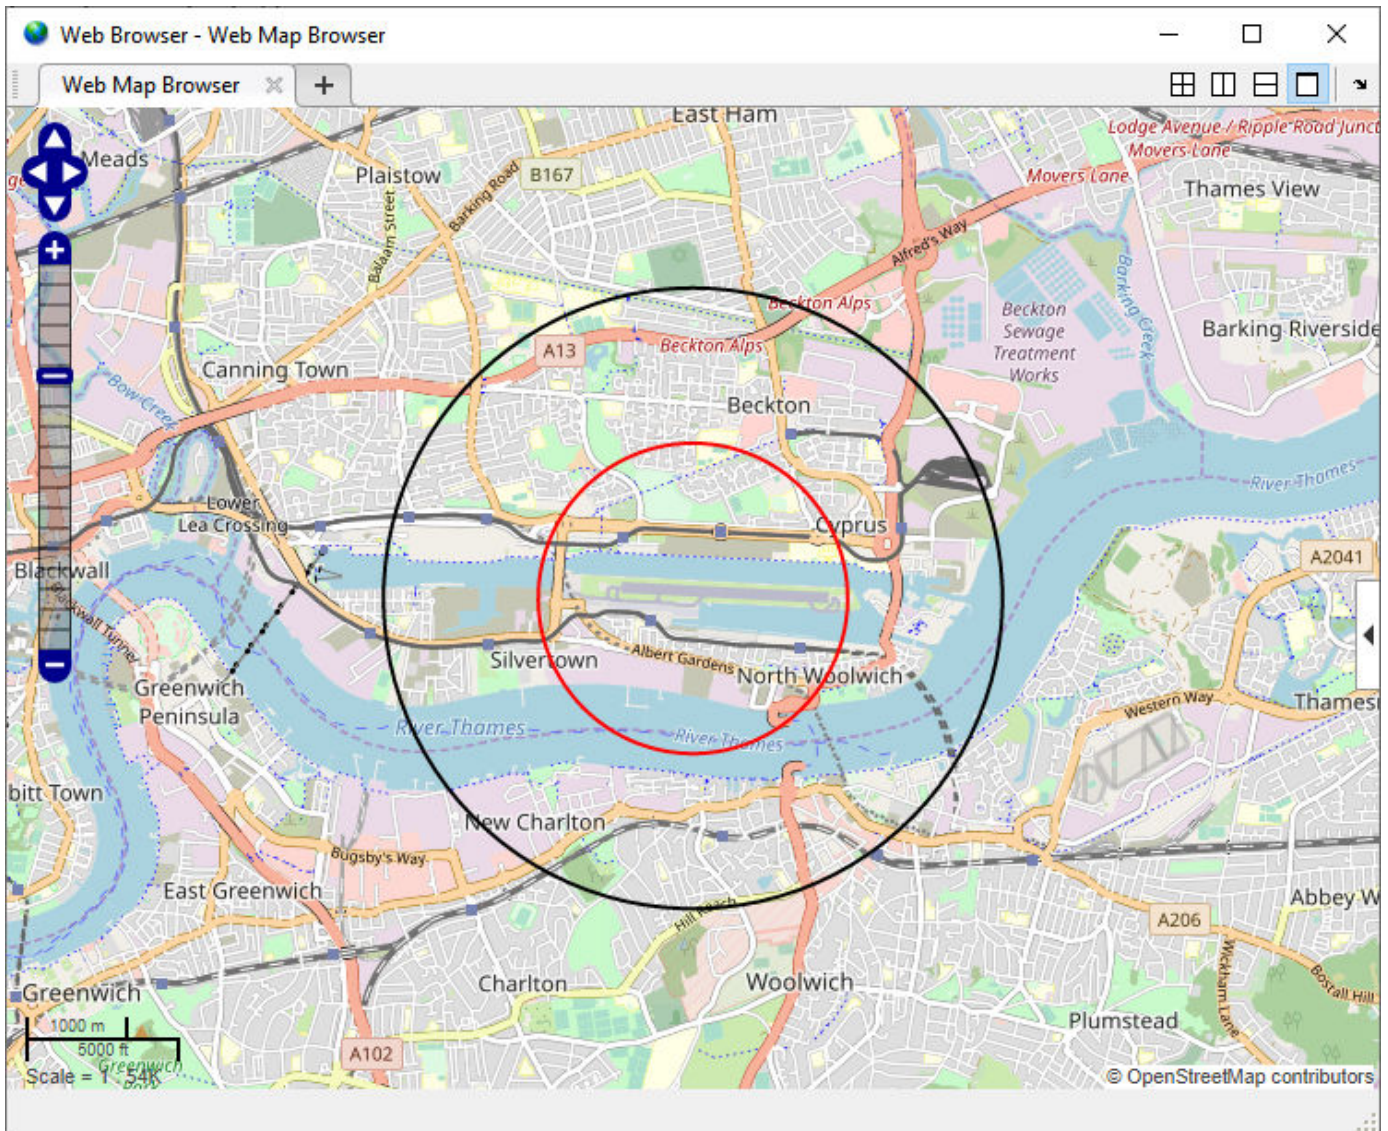 Web Browser - Web Map Browser
Web Map Browser
East Ham
Lodge Avenue / Ripple Road Junct
Movers Lane
Meads
Plaistow
B167
Barking Road
Movers Lane
Thames View
Balaam Street
Alfred's Way
Barking Creek
Beckton Alps
Beckton
Sewage
Treatment
Works
Barking Riverside
A13
Beckton Alps
Canning Town
Bow Creek
Beckton
River Thames
Lower
Lea Crossing
Cyprus
Blackwall
A2041
Blackwall Tunnel
Silvertown
Albert Gardens
North Woolwich
Greenwich
Peninsula
Western Way
Thamesm
River Thames
River Thames
bitt Town
New Charlton
Bugsby's Way
East Greenwich
Abbey W
Hill Reach
A206
Wickham Lane
Bostall Hill
Charlton
Woolwich
Greenwich
Plumstead
1000 m
5000 ft
A102
Greenwich
Scale = 1 : 54K
© OpenStreetMap contributors